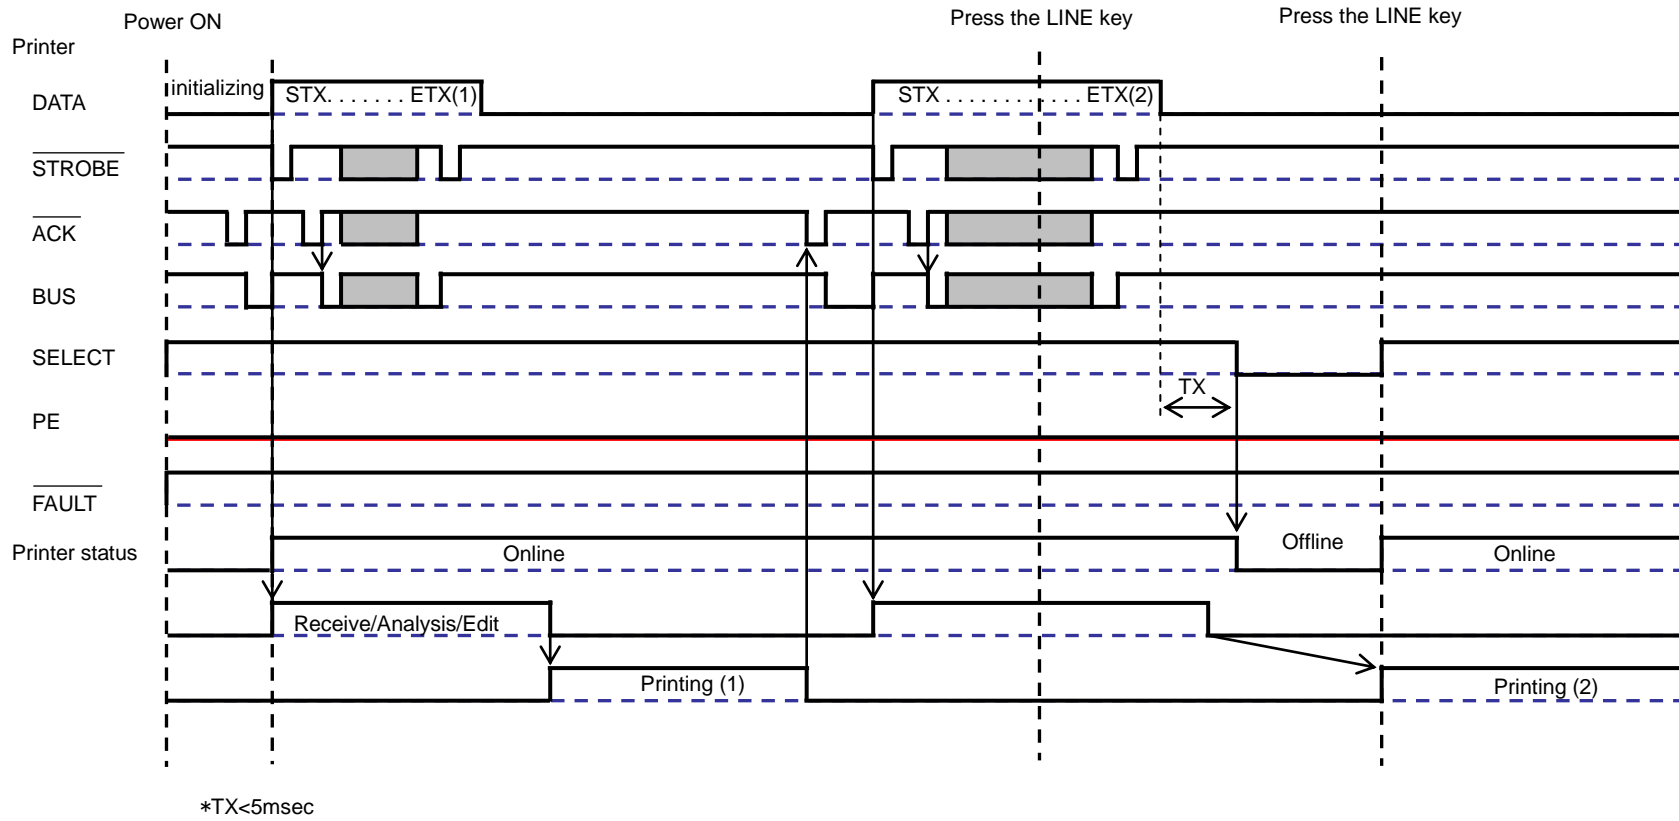 Power ON
Press the LINE key
Press the LINE key
Printer
initializing
DATA
STX. . . . . . . ETX(1)
STX . . . . . . . . . . . . ETX(2)
STROBE
ACK
BUS
SELECT
TX
PE
FAULT
Printer status
Online
Offline
Online
Receive/Analysis/Edit
Printing (1)
Printing (2)
*TX<5msec